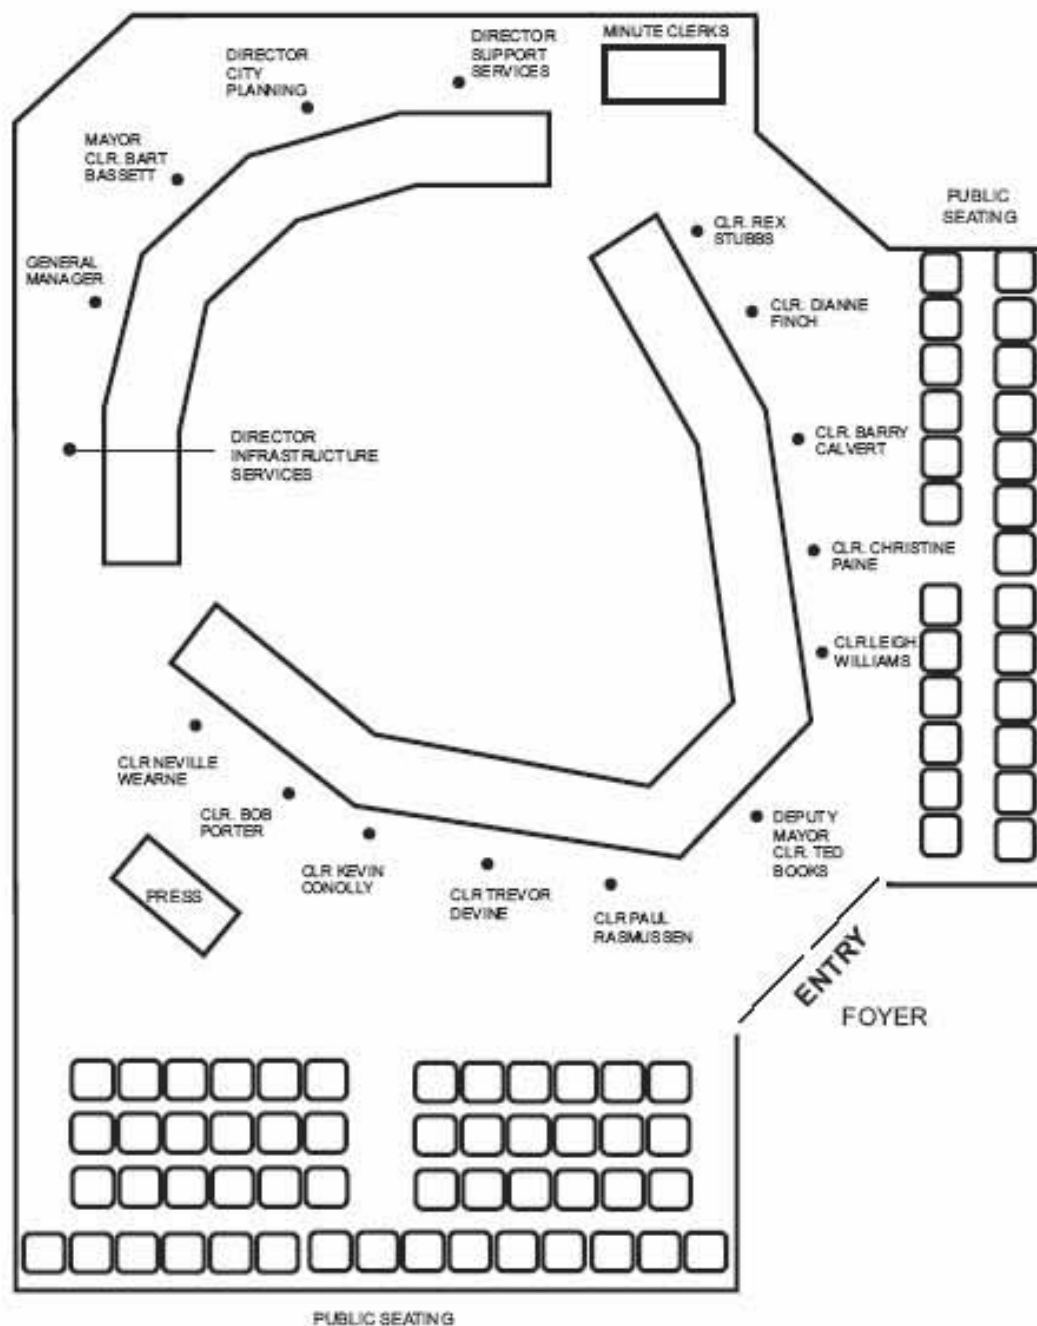 MINUTE CLERKS
DIRECTOR
SUPPORT
SERVICES
DIRECTOR
CITY
PLANNING
MAYOR
CLR. BART
BASSETT
PUBLIC
SEATING
CLR. REX
STUBBS
GENERAL
MANAGER
CLR. DIANNE
FINCH
DIRECTOR
INFRASTRUCTURE
SERVICES
CLR. BARRY
CALVERT
CLR. CHRISTINE
PAINE
CLR.LEIGH
WILLIAMS
CLR NEVILLE
WEARNE
CLR. BOB
PORTER
DEPUTY
MAYOR
CLR. TED
BOOKS
CLR KEVIN
CONOLLY
PRESS
CLR TREVOR
DEVINE
CLR PAUL
RASMUSSEN
ENTRY
FOYER
PUBLIC SEATING